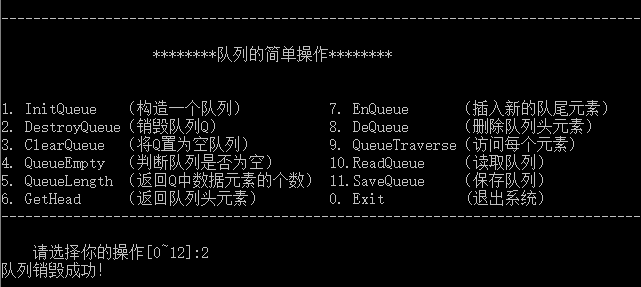 ********队列的简单操作********
1. InitQueue （构造一个队列） 7. EnQueue （插入新的队尾元素）
2. DestroyQueue（销毁队列Q） 8. DeQueue （删除队列头元素）
3. ClearQueue （将Q置为空队列） 9. QueueTraverse（访问每个元素）
4. QueueEmpty （判断队列是否为空） 10.ReadQueue （读取队列）
5. QueueLength （返回Q中数据元素的个数） 11.SaveQueue （保存队列）
6. GetHead （返回队列头元素） 0. Exit （退出系统）
请选择你的操作[0~12]:2
队列销毁成功!